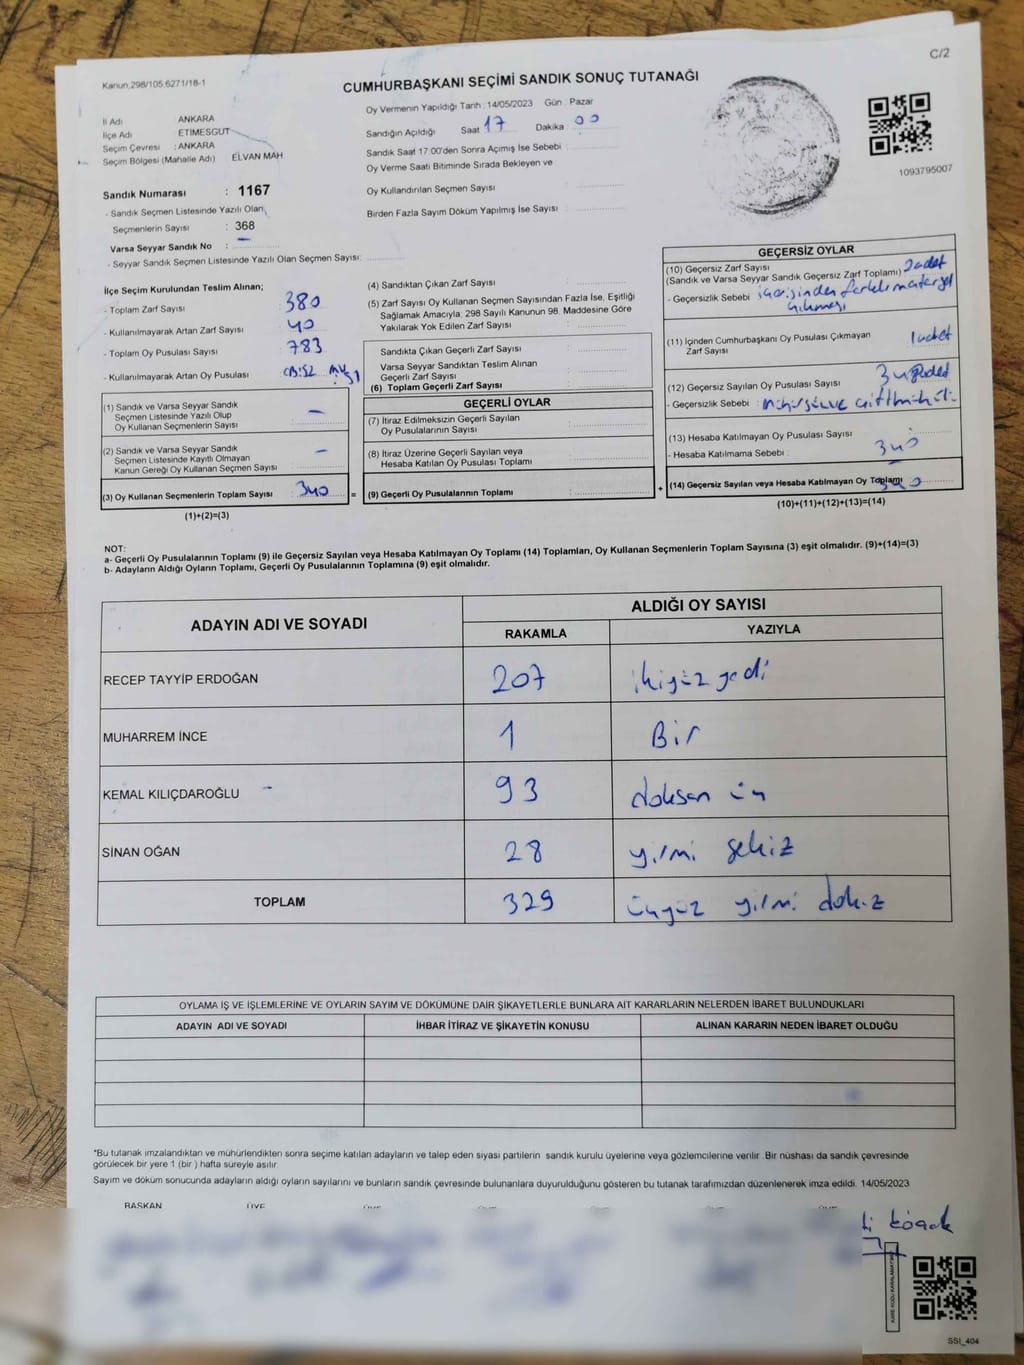 C/2
Kanun.298/105.6271/18-1
CUMHURBAŞKANI SEÇİMİ SANDIK SONUÇ TUTANAĞI
İl Adı ANKARA
İlçe Adı ETİMESGUT
Seçim Çevresi : ANKARA
Seçim Bölgesi (Mahalle Adı) ELVAN MAH
Sandık Numarası : 1167
- Sandık Seçmen Listesinde Yazılı Olan
Seçmenlerin Sayısı : 368
Varsa Seyyar Sandık No : —
- Seyyar Sandık Seçmen Listesinde Yazılı Olan Seçmen Sayısı:
Oy Vermenin Yapıldığı Tarih : 14/05/2023 Gün : Pazar
Sandığın Açıldığı Saat 17 Dakika 00
Sandık Saat 17:00'den Sonra Açımış İse Sebebi :
Oy Verme Saati Bitiminde Sırada Bekleyen ve
Oy Kullandırılan Seçmen Sayısı :
Birden Fazla Sayım Döküm Yapılmış İse Sayısı :
1093795007
İlçe Seçim Kurulundan Teslim Alınan;
- Toplam Zarf Sayısı : 380
- Kullanılmayarak Artan Zarf Sayısı : 40
- Toplam Oy Pusulası Sayısı : 783
- Kullanılmayarak Artan Oy Pusulası
(1) Sandık ve Varsa Seyyar Sandık
Seçmen Listesinde Yazılı Olup
Oy Kullanan Seçmenlerin Sayısı : —
(2) Sandık ve Varsa Seyyar Sandık
Seçmen Listesinde Kayıtlı Olmayan
Kanun Gereği Oy Kullanan Seçmen Sayısı : —
(3) Oy Kullanan Seçmenlerin Toplam Sayısı : 340
(1)+(2)=(3)
=
(4) Sandıktan Çıkan Zarf Sayısı :
(5) Zarf Sayısı Oy Kullanan Seçmen Sayısından Fazla İse, Eşitliği
Sağlamak Amacıyla, 298 Sayılı Kanunun 98. Maddesine Göre
Yakılarak Yok Edilen Zarf Sayısı :
Sandıkta Çıkan Geçerli Zarf Sayısı :
Varsa Seyyar Sandıktan Teslim Alınan
Geçerli Zarf Sayısı :
(6) Toplam Geçerli Zarf Sayısı :
GEÇERLİ OYLAR
(7) İtiraz Edilmeksizin Geçerli Sayılan
Oy Pusulalarının Sayısı :
(8) İtiraz Üzerine Geçerli Sayılan veya
Hesaba Katılan Oy Pusulası Toplamı :
(9) Geçerli Oy Pusulalarının Toplamı :
+
GEÇERSİZ OYLAR
(10) Geçersiz Zarf Sayısı
(Sandık ve Varsa Seyyar Sandık Geçersiz Zarf Toplamı) : 2 adet
- Geçersizlik Sebebi : içerisinden farklı materyal
çıkması
(11) İçinden Cumhurbaşkanı Oy Pusulası Çıkmayan
Zarf Sayısı 1 adet
(12) Geçersiz Sayılan Oy Pusulası Sayısı
- Geçersizlik Sebebi :
(13) Hesaba Katılmayan Oy Pusulası Sayısı :
- Hesaba Katılmama Sebebi : 340
(14) Geçersiz Sayılan veya Hesaba Katılmayan Oy Toplamı
(10)+(11)+(12)+(13)=(14)
NOT:
a- Geçerli Oy Pusulalarının Toplamı (9) ile Geçersiz Sayılan veya Hesaba Katılmayan Oy Toplamı (14) Toplamları, Oy Kullanan Seçmenlerin Toplam Sayısına (3) eşit olmalıdır. (9)+(14)=(3)
b- Adayların Aldığı Oyların Toplamı, Geçerli Oy Pusulalarının Toplamına (9) eşit olmalıdır.
ADAYIN ADI VE SOYADI ALDIĞI OY SAYISI
RAKAMLA YAZIYLA
RECEP TAYYİP ERDOĞAN 207 ikiyüz yedi
MUHARREM İNCE 1 Bir
KEMAL KILIÇDAROĞLU 93 doksan üç
SİNAN OĞAN 28 yirmi sekiz
TOPLAM 329 üçyüz yirmi dokuz
OYLAMA İŞ VE İŞLEMLERİNE VE OYLARIN SAYIM VE DÖKÜMÜNE DAİR ŞİKAYETLERLE BUNLARA AİT KARARLARIN NELERDEN İBARET BULUNDUKLARI
ADAYIN ADI VE SOYADI İHBAR İTİRAZ VE ŞİKAYETİN KONUSU ALINAN KARARIN NEDEN İBARET OLDUĞU
*Bu tutanak imzalandıktan ve mühürlendikten sonra seçime katılan adayların ve talep eden siyasi partilerin sandık kurulu üyelerine veya gözlemcilerine verilir. Bir nüshası da sandık çevresinde
görülecek bir yere 1 (bir) hafta süreyle asılır.
Sayım ve döküm sonucunda adayların aldığı oyların sayılarını ve bunların sandık çevresinde bulunanlara duyurulduğunu gösteren bu tutanak tarafımızdan düzenlenerek imza edildi. 14/05/2023
BAŞKAN ÜYE
KARE KODU KARALAMAYINIZ
SSI_404